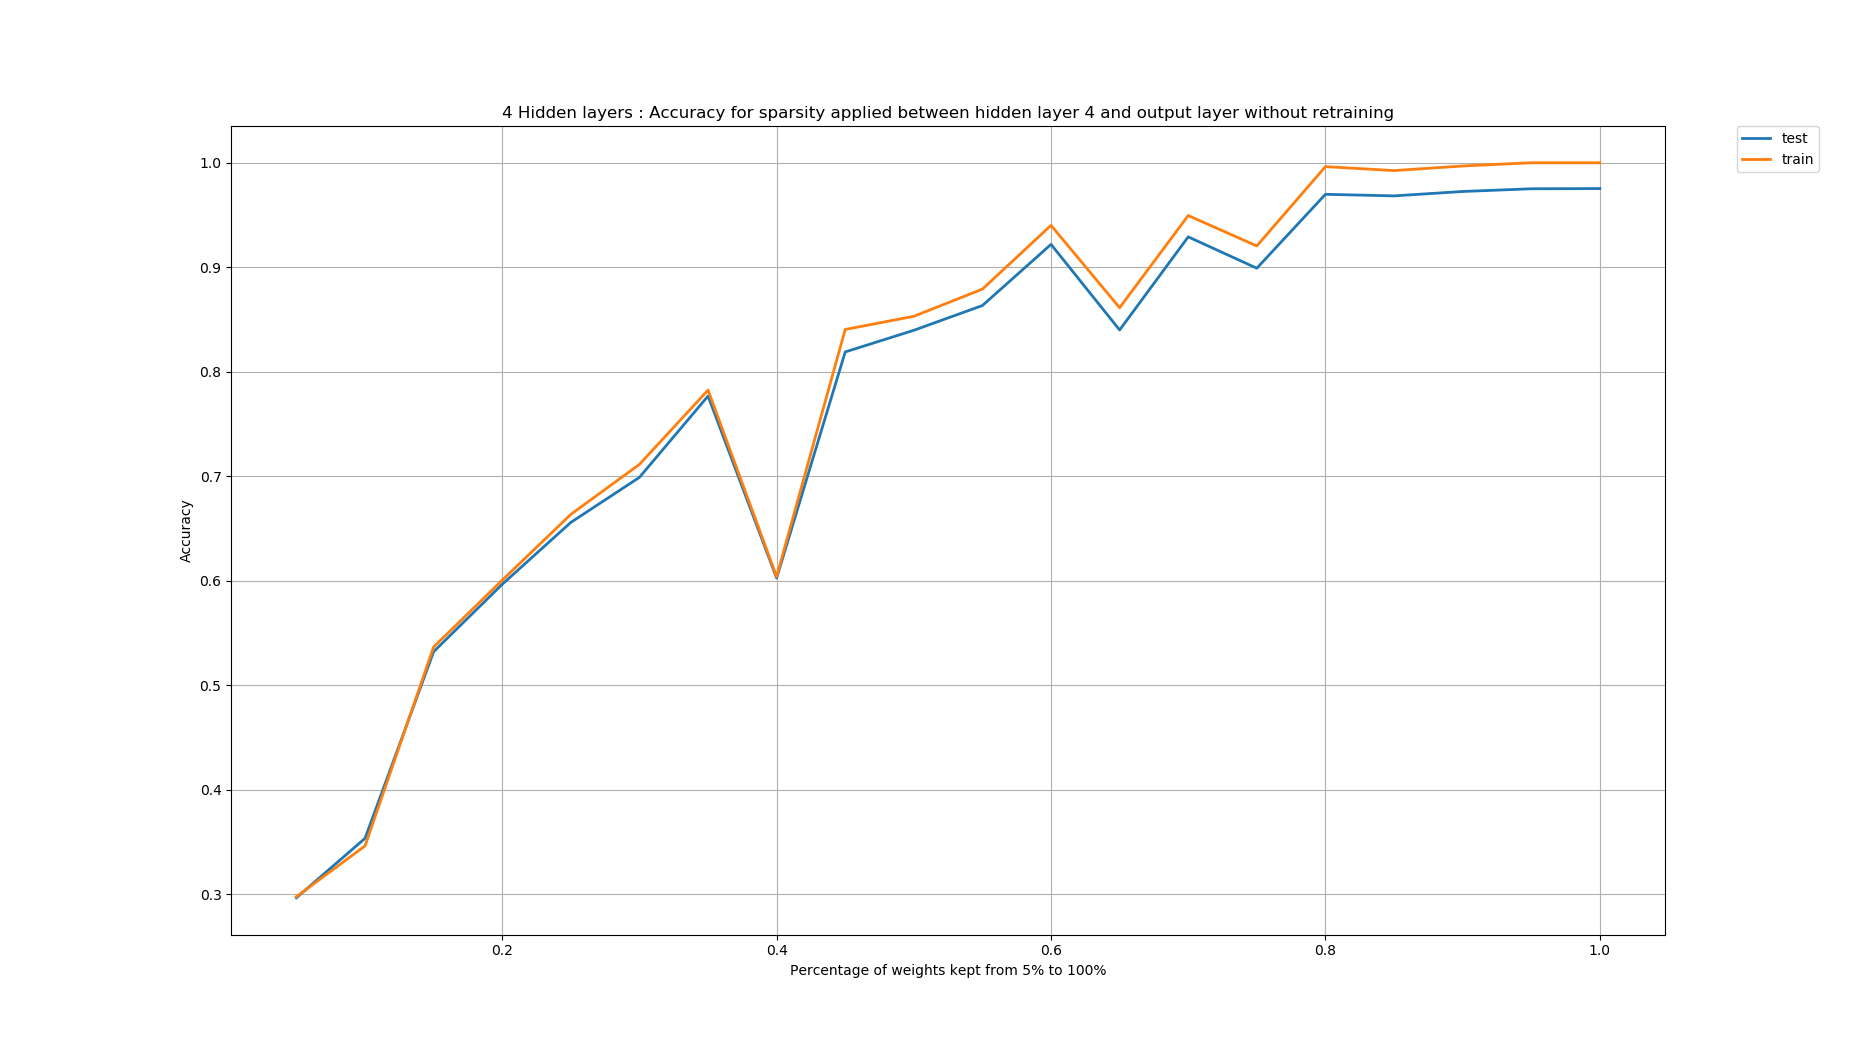 4 Hidden layers : Accuracy for sparsity applied between hidden layer 4 and output layer without retraining
test
train
1.0
0.9
0.8
0.7
0.6
0.5
0.4
0.3
Accuracy
0.2
0.4
0.6
0.8
1.0
Percentage of weights kept from 5% to 100%